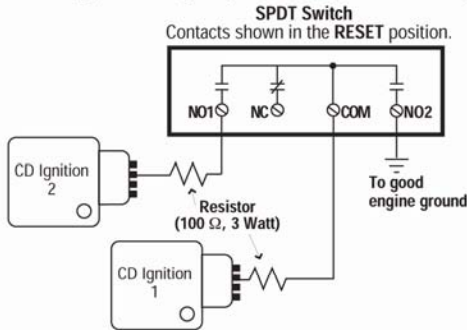 SPDT Switch
Contacts shown in the RESET position.
NO1
NC
COM
NO2
CD Ignition
2
Resistor
(100 Ω, 3 Watt)
To good
engine ground
CD Ignition
1